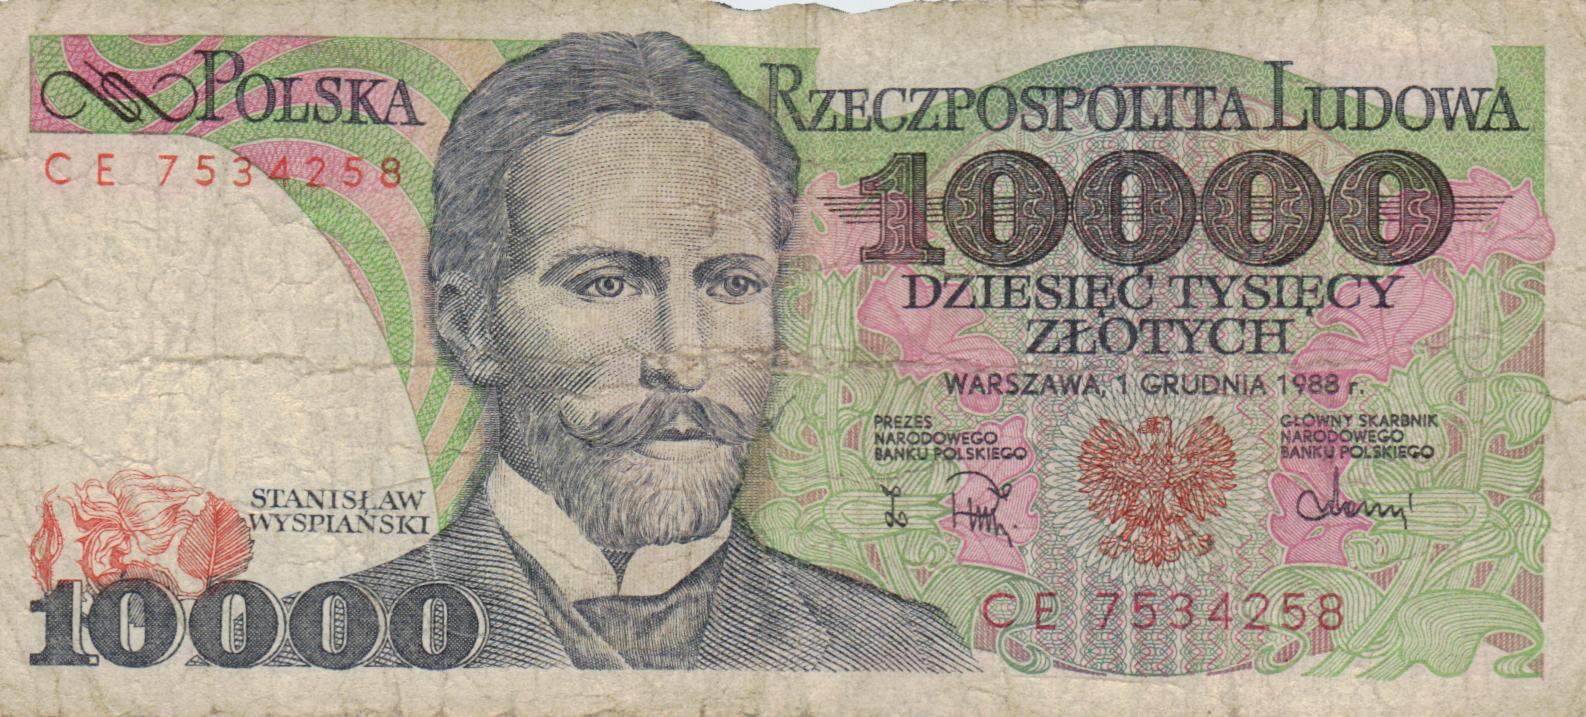 POLSKA RZECZPOSPOLITA LUDOWA
CE 7534258
10000
DZIESIĘĆ TYSIĘCY
ZŁOTYCH
WARSZAWA, 1 GRUDNIA 1988 r.
PREZES
NARODOWEGO
BANKU POLSKIEGO
GŁÓWNY SKARBNIK
NARODOWEGO
BANKU POLSKIEGO
STANISŁAW
WYSPIAŃSKI
10000
CE 7534258